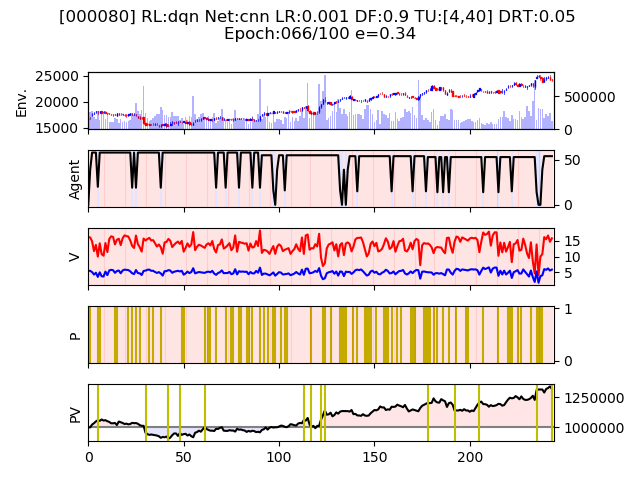 [000080] RL:dqn Net:cnn LR:0.001 DF:0.9 TU:[4,40] DRT:0.05
Epoch:066/100 e=0.34
Env.
25000
20000
15000
500000
0
Agent
50
0
V
15
10
5
P
1
0
PV
1250000
1000000
0
50
100
150
200